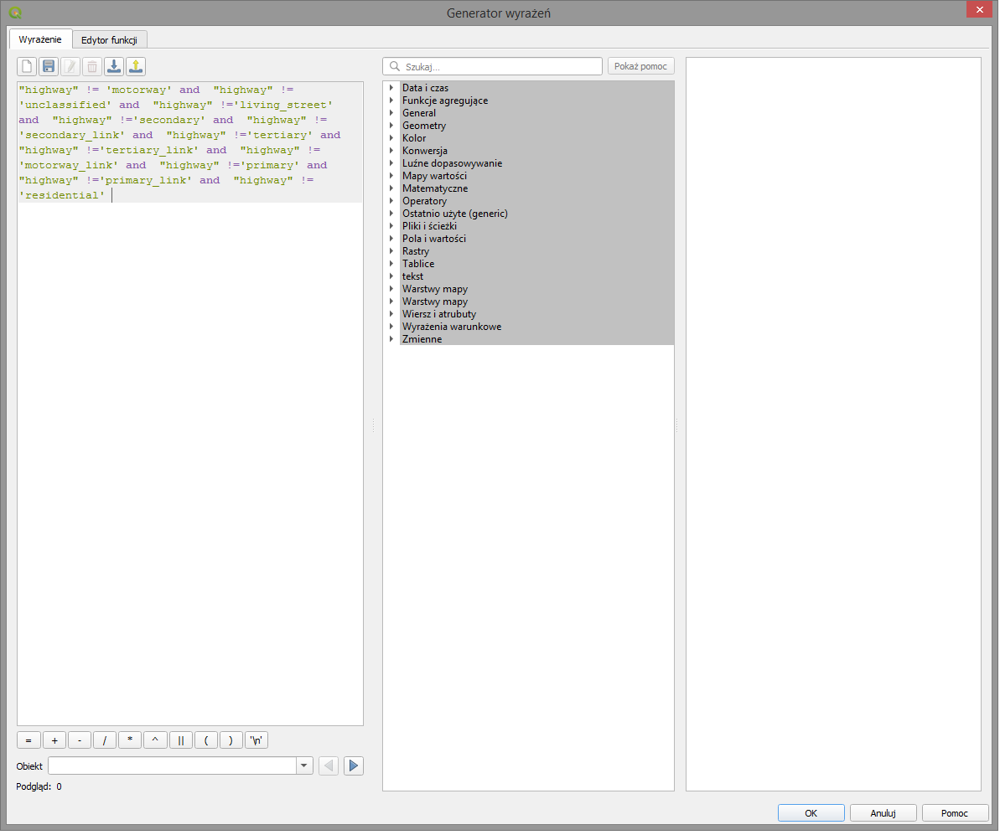 Generator wyrażeń
Wyrażenie
Edytor funkcji
"highway" != 'motorway' and  "highway" !=
'unclassified' and  "highway" !='living_street'
and  "highway" !='secondary' and  "highway" !=
'secondary_link' and  "highway" !='tertiary' and
"highway" !='tertiary_link' and  "highway" !=
'motorway_link' and  "highway" !='primary' and
"highway" !='primary_link' and  "highway" !=
'residential'
= + - / * ^ || ( ) '\n'
Obiekt
Podgląd: 0
Szukaj...
Pokaż pomoc
Data i czas
Funkcje agregujące
General
Geometry
Kolor
Konwersja
Luźne dopasowywanie
Mapy wartości
Matematyczne
Operatory
Ostatnio użyte (generic)
Pliki i ścieżki
Pola i wartości
Rastry
Tablice
tekst
Warstwy mapy
Warstwy mapy
Wiersz i atrubuty
Wyrażenia warunkowe
Zmienne
OK
Anuluj
Pomoc